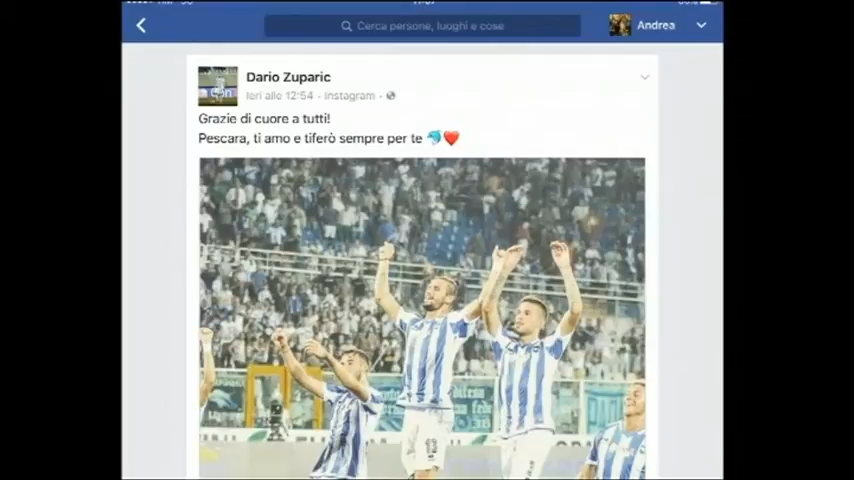 Cerca persone, luoghi e cose
Andrea
Dario Zuparic
Ieri alle 12:54 · Instagram ·
Grazie di cuore a tutti!
Pescara, ti amo e tiferò sempre per te 🐬❤️